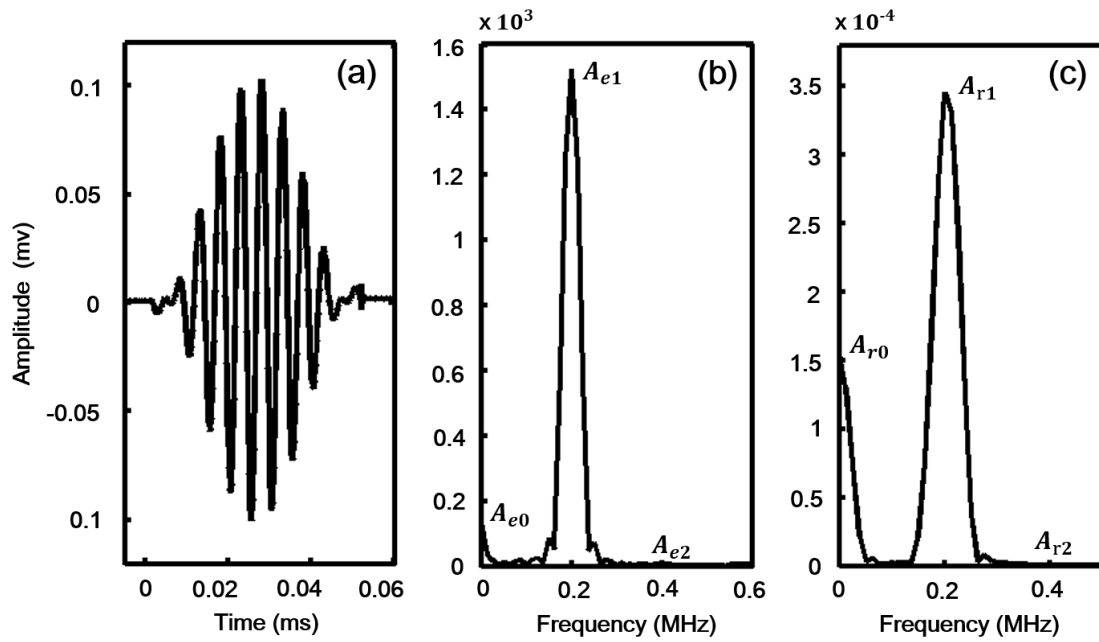 (a)
0.1
0.05
0
-0.05
0.1
Amplitude (mv)
0 0.02 0.04 0.06
Time (ms)
x 10³
(b)
1.6
1.4
1.2
1
0.8
0.6
0.4
0.2
0
A_e1
A_e0
A_e2
0 0.2 0.4 0.6
Frequency (MHz)
x 10⁻⁴
(c)
3.5
3
2.5
2
1.5
1
0.5
0
A_r1
A_r0
A_r2
0 0.2 0.4
Frequency (MHz)